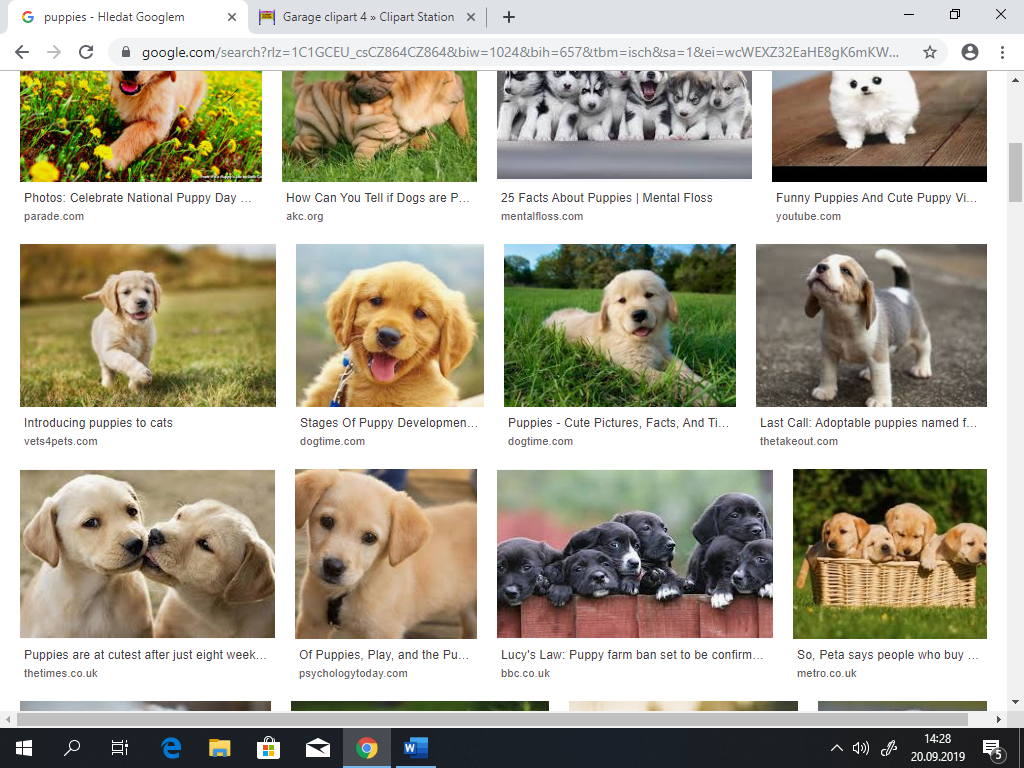 puppies - Hledat Googlem
Garage clipart 4 » Clipart Station
google.com/search?rlz=1C1GCEU_csCZ864CZ864&biw=1024&bih=657&tbm=isch&sa=1&ei=wcWEXZ32EaHE8gK6mKW...
Photos: Celebrate National Puppy Day ...
parade.com
How Can You Tell if Dogs are P...
akc.org
25 Facts About Puppies | Mental Floss
mentalfloss.com
Funny Puppies And Cute Puppy Vi...
youtube.com
Introducing puppies to cats
vets4pets.com
Stages Of Puppy Developmen...
dogtime.com
Puppies - Cute Pictures, Facts, And Ti...
dogtime.com
Last Call: Adoptable puppies named f...
thetakeout.com
Puppies are at cutest after just eight week...
thetimes.co.uk
Of Puppies, Play, and the Pu...
psychologytoday.com
Lucy's Law: Puppy farm ban set to be confirm...
bbc.co.uk
So, Peta says people who buy ...
metro.co.uk
14:28
20.09.2019
5